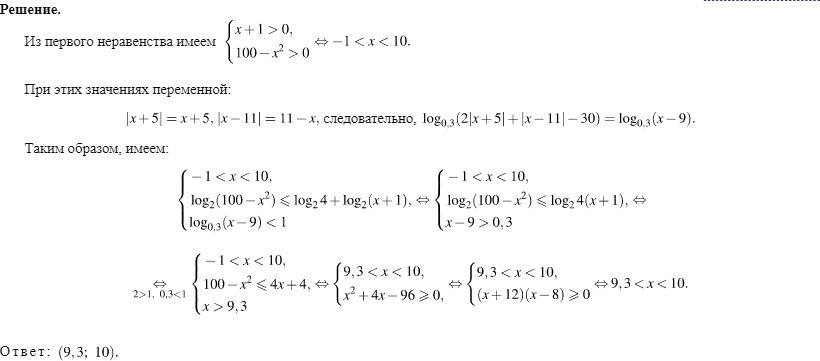 Решение.
Из первого неравенства имеем { x + 1 > 0, 100 − x² > 0 ⇔ −1 < x < 10.
При этих значениях переменной:
|x + 5| = x + 5, |x − 11| = 11 − x, следовательно, log₀,₃(2|x + 5| + |x − 11| − 30) = log₀,₃(x − 9).
Таким образом, имеем:
{ −1 < x < 10, log₂(100 − x²) ⩽ log₂ 4 + log₂(x + 1), log₀,₃(x − 9) < 1 ⇔ { −1 < x < 10, log₂(100 − x²) ⩽ log₂ 4(x + 1), x − 9 > 0,3 ⇔
⇔ 2>1, 0.3<1 { −1 < x < 10, 100 − x² ⩽ 4x + 4, x > 9,3 ⇔ { 9,3 < x < 10, x² + 4x − 96 ⩾ 0, ⇔ { 9,3 < x < 10, (x + 12)(x − 8) ⩾ 0 ⇔ 9,3 < x < 10.
Ответ: (9,3; 10).